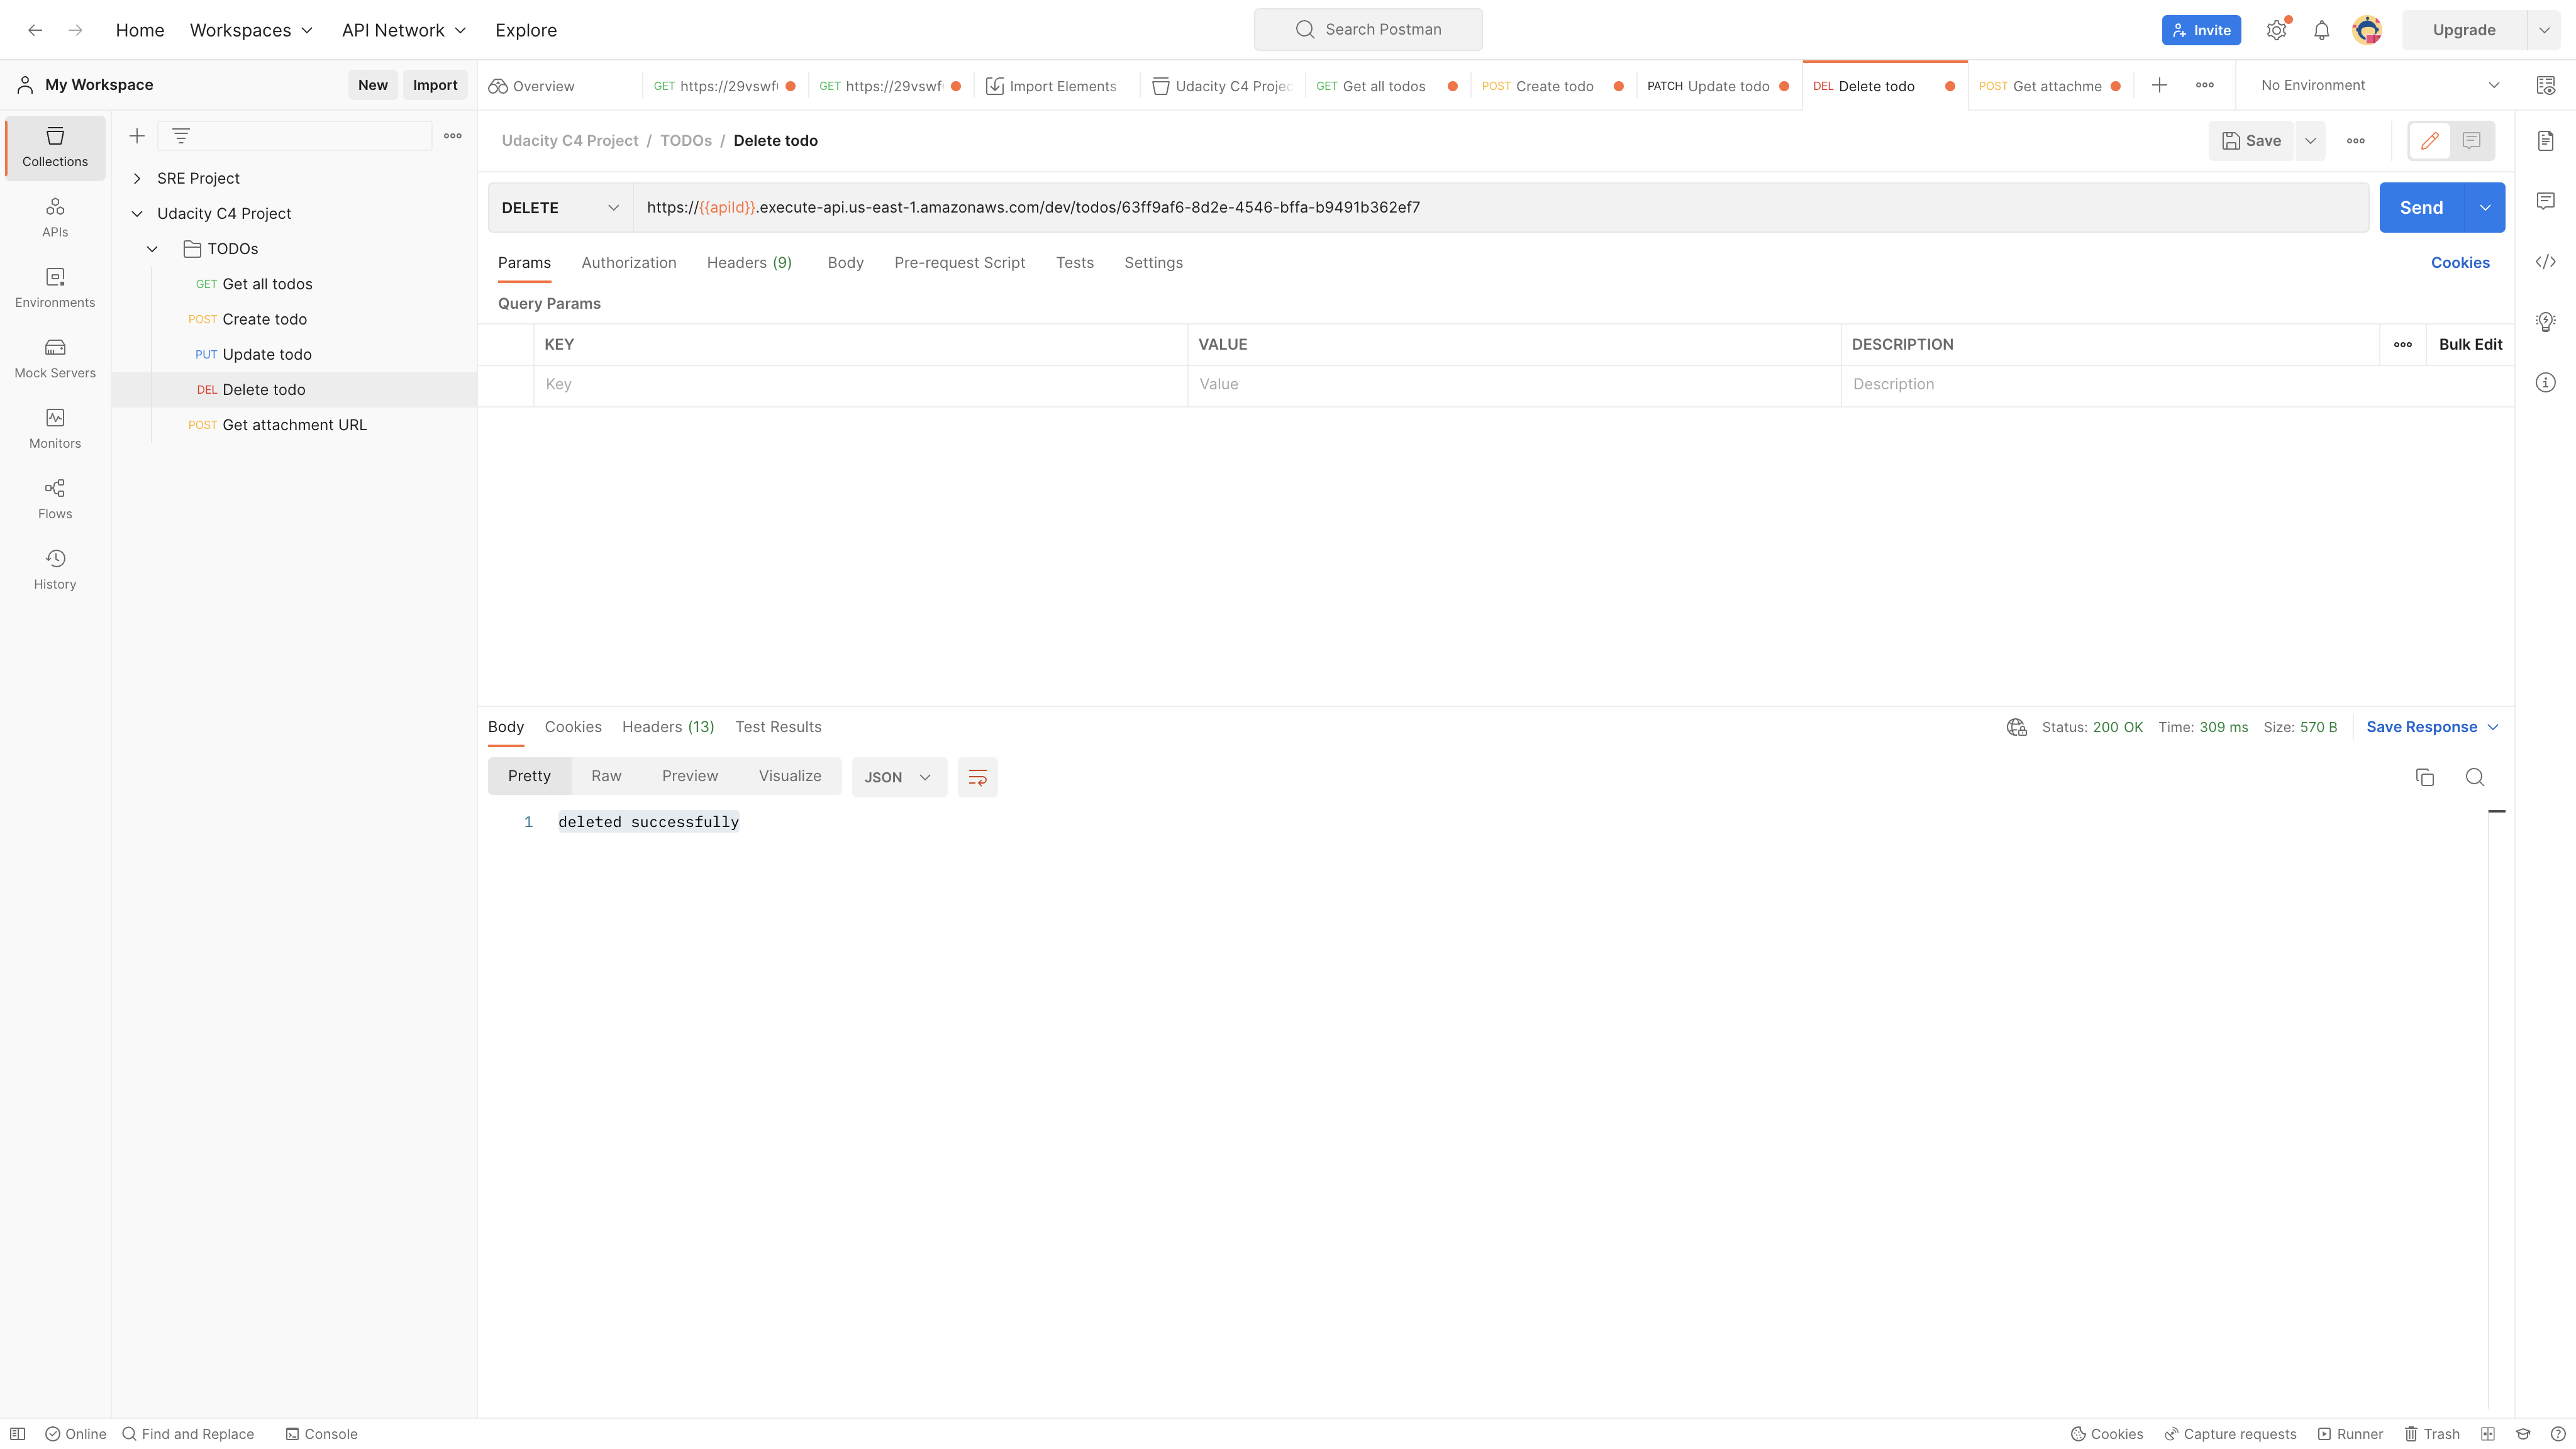 Home Workspaces API Network Explore Search Postman Invite Upgrade
My Workspace New Import Overview GET https://29vswf GET https://29vswf Import Elements Udacity C4 Projec GET Get all todos POST Create todo PATCH Update todo DEL Delete todo POST Get attachme No Environment
Collections
APIs
Environments
Mock Servers
Monitors
Flows
History
SRE Project
Udacity C4 Project
TODOs
GET Get all todos
POST Create todo
PUT Update todo
DEL Delete todo
POST Get attachment URL
Udacity C4 Project / TODOs / Delete todo Save
DELETE https://{{apiId}}.execute-api.us-east-1.amazonaws.com/dev/todos/63ff9af6-8d2e-4546-bffa-b9491b362ef7 Send
Params Authorization Headers (9) Body Pre-request Script Tests Settings Cookies
Query Params
KEY VALUE DESCRIPTION Bulk Edit
Key Value Description
Body Cookies Headers (13) Test Results Status: 200 OK Time: 309 ms Size: 570 B Save Response
Pretty Raw Preview Visualize JSON
1 deleted successfully
Online Find and Replace Console Cookies Capture requests Runner Trash